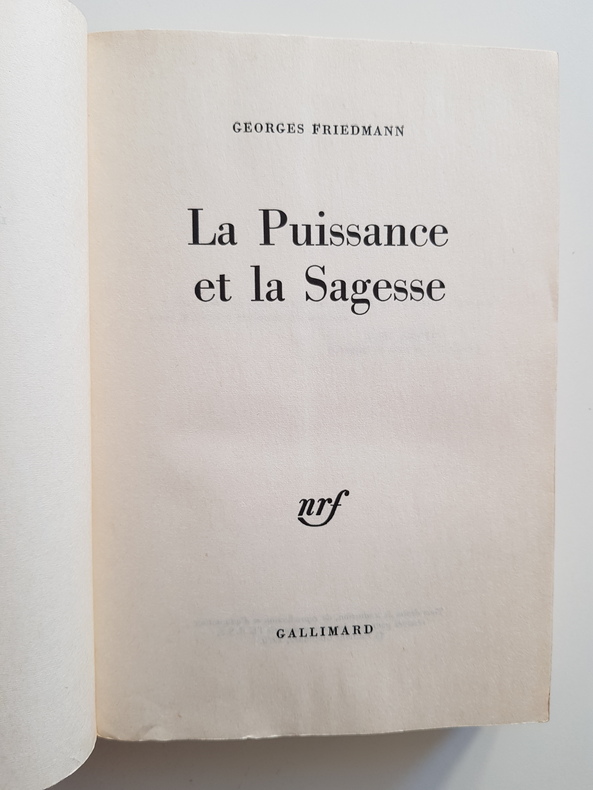 GEORGES FRIEDMANN
La Puissance
et la Sagesse
nrf
GALLIMARD